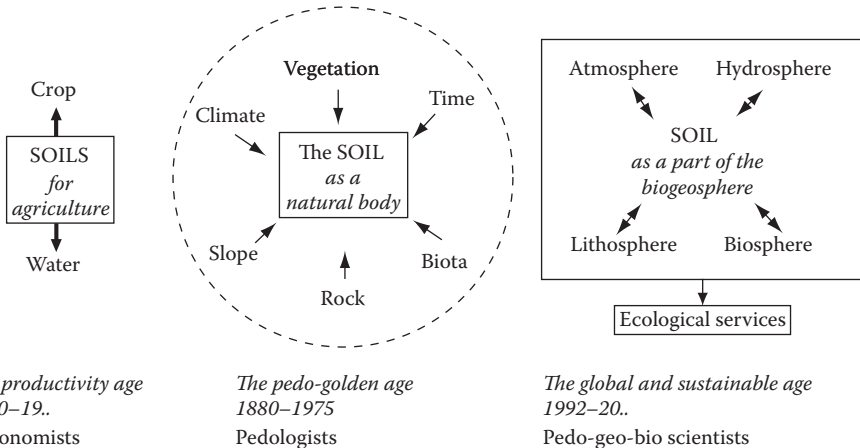 Crop
SOILS
for
agriculture
Water
Vegetation
Climate
Time
The SOIL
as a
natural body
Slope
Biota
Rock
Atmosphere Hydrosphere
SOIL
as a part of the
biogeosphere
Lithosphere Biosphere
Ecological services
productivity age
0–19..
onomists
The pedo-golden age
1880–1975
Pedologists
The global and sustainable age
1992–20..
Pedo-geo-bio scientists